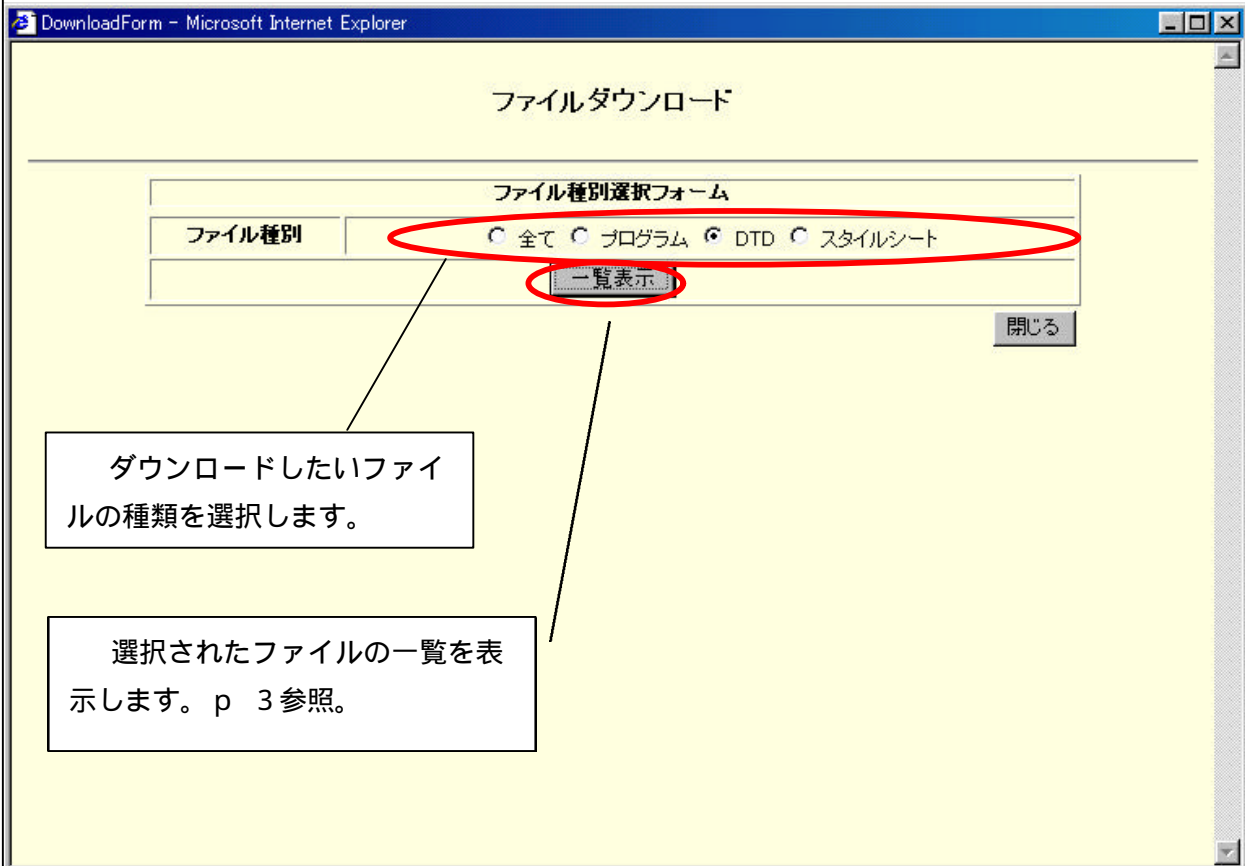 DownloadForm - Microsoft Internet Explorer
ファイルダウンロード
ファイル種別選択フォーム
ファイル種別 全て プログラム DTD スタイルシート
一覧表示
閉じる
ダウンロードしたいファイ
ルの種類を選択します。
選択されたファイルの一覧を表
示します。ｐ ３参照。